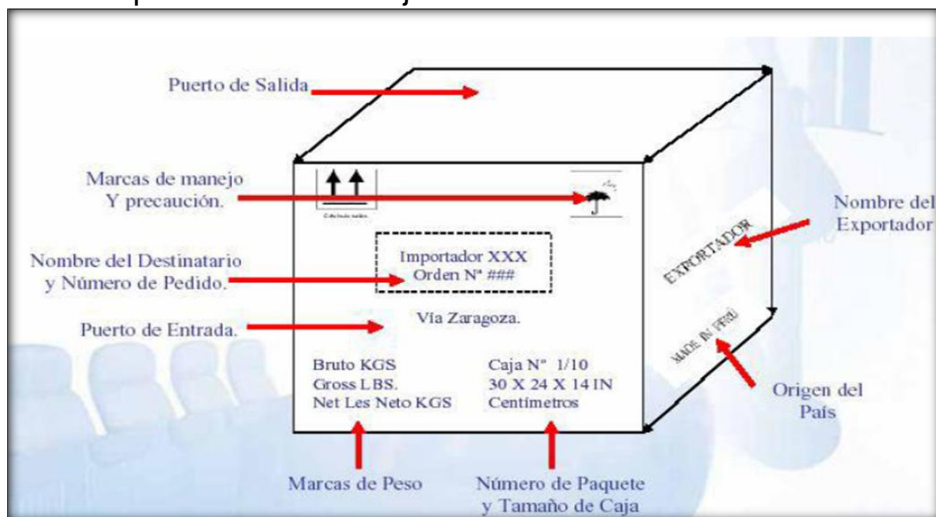 Puerto de Salida
Marcas de manejo
Y precaución.
Nombre del
Exportador
Importador XXX
Orden Nª ###
EXPORTADOR
Nombre del Destinatario
y Número de Pedido.
Vía Zaragoza.
Puerto de Entrada.
MADE IN PERÚ
Bruto KGS
Gross LBS.
Net Les Neto KGS
Caja Nº 1/10
30 X 24 X 14 IN
Centímetros
Origen del
País
Marcas de Peso
Número de Paquete
y Tamaño de Caja